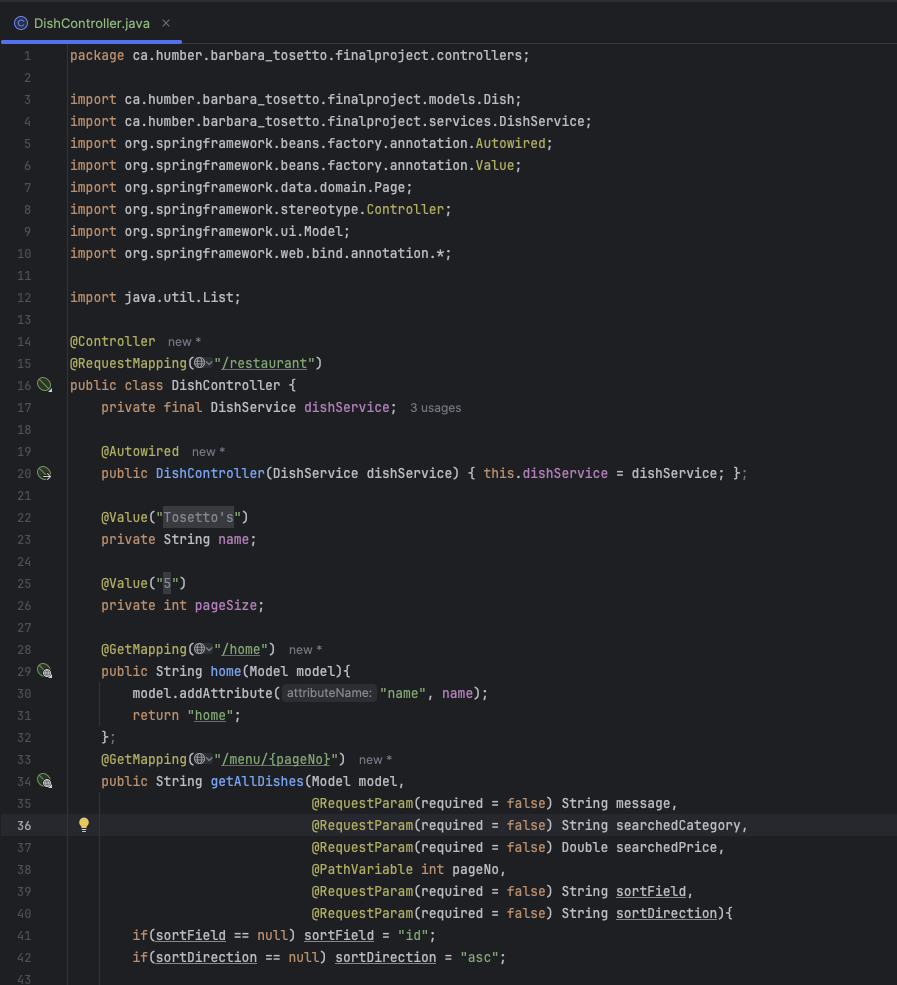 DishController.java
1 package ca.humber.barbara_tosetto.finalproject.controllers;
2
3 import ca.humber.barbara_tosetto.finalproject.models.Dish;
4 import ca.humber.barbara_tosetto.finalproject.services.DishService;
5 import org.springframework.beans.factory.annotation.Autowired;
6 import org.springframework.beans.factory.annotation.Value;
7 import org.springframework.data.domain.Page;
8 import org.springframework.stereotype.Controller;
9 import org.springframework.ui.Model;
10 import org.springframework.web.bind.annotation.*;
11
12 import java.util.List;
13
14 @Controller new *
15 @RequestMapping("/restaurant")
16 public class DishController {
17     private final DishService dishService; 3 usages
18
19     @Autowired new *
20     public DishController(DishService dishService) { this.dishService = dishService; };
21
22     @Value("Tosetto's")
23     private String name;
24
25     @Value("5")
26     private int pageSize;
27
28     @GetMapping("/home") new *
29     public String home(Model model){
30         model.addAttribute( attributeName: "name", name);
31         return "home";
32     };
33     @GetMapping("/menu/{pageNo}") new *
34     public String getAllDishes(Model model,
35                                @RequestParam(required = false) String message,
36                                @RequestParam(required = false) String searchedCategory,
37                                @RequestParam(required = false) Double searchedPrice,
38                                @PathVariable int pageNo,
39                                @RequestParam(required = false) String sortField,
40                                @RequestParam(required = false) String sortDirection){
41         if(sortField == null) sortField = "id";
42         if(sortDirection == null) sortDirection = "asc";
43